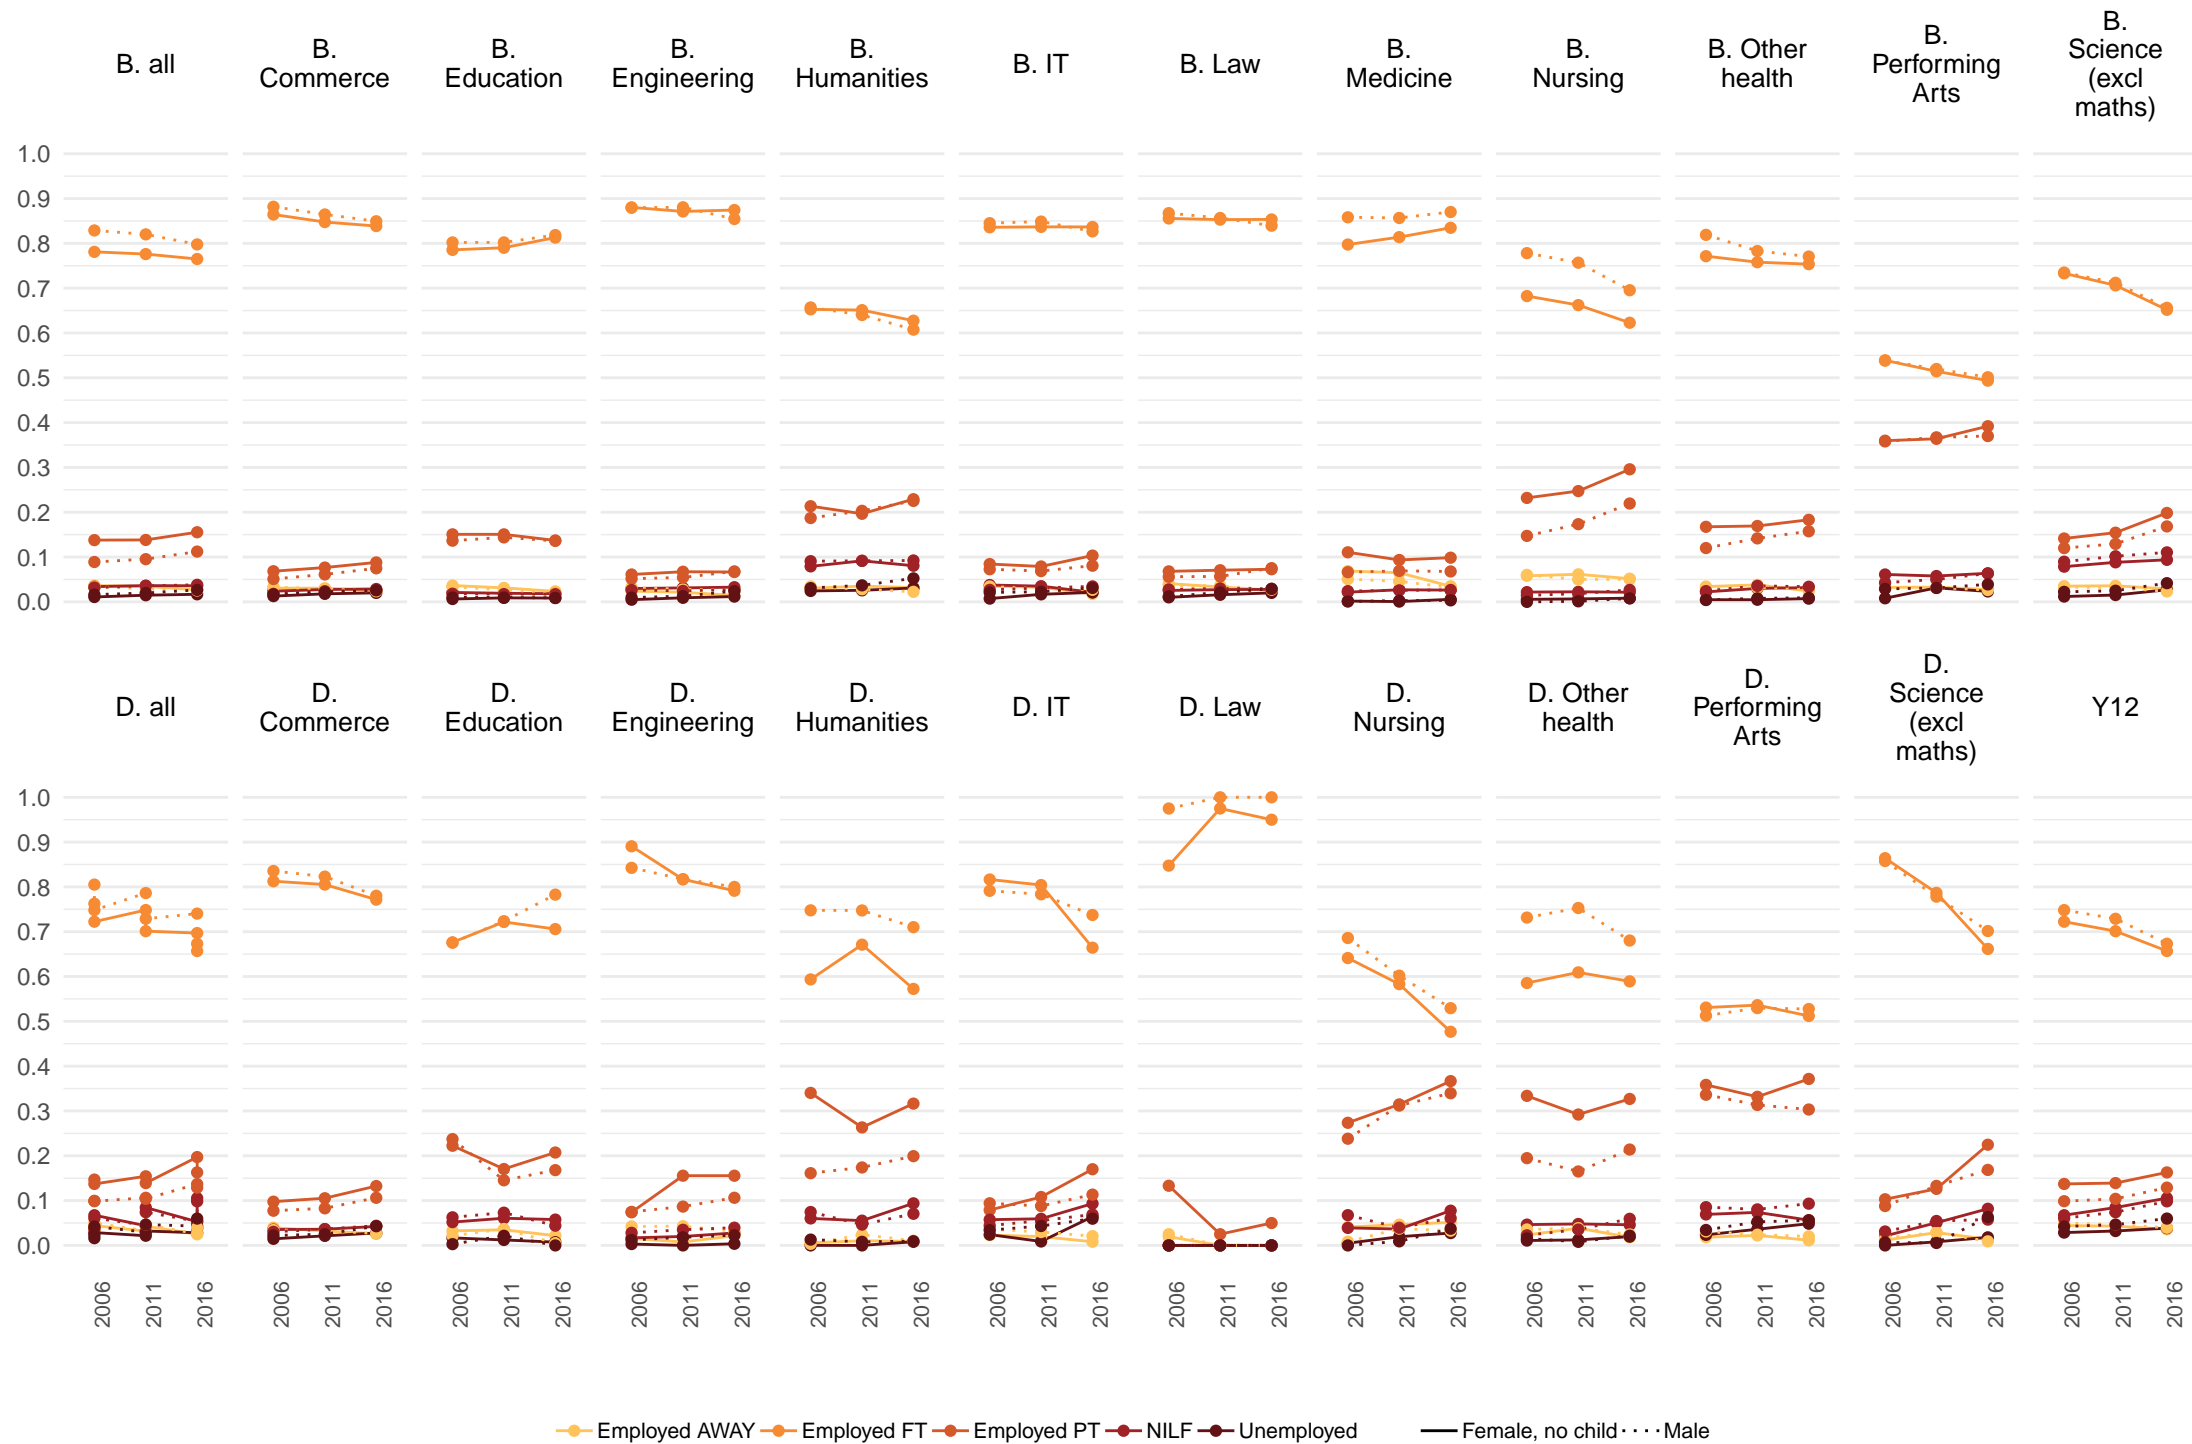 B. all
B.
Commerce
B.
Education
B.
Engineering
B.
Humanities
B. IT
B. Law
B.
Medicine
B.
Nursing
B. Other
health
B.
Performing
Arts
B.
Science
(excl
maths)
1.0
0.9
0.8
0.7
0.6
0.5
0.4
0.3
0.2
0.1
0.0
D. all
D.
Commerce
D.
Education
D.
Engineering
D.
Humanities
D. IT
D. Law
D.
Nursing
D. Other
health
D.
Performing
Arts
D.
Science
(excl
maths)
Y12
1.0
0.9
0.8
0.7
0.6
0.5
0.4
0.3
0.2
0.1
0.0
2006 2011 2016 2006 2011 2016 2006 2011 2016 2006 2011 2016 2006 2011 2016 2006 2011 2016 2006 2011 2016 2006 2011 2016 2006 2011 2016 2006 2011 2016 2006 2011 2016 2006 2011 2016
Employed AWAY Employed FT Employed PT NILF Unemployed Female, no child Male